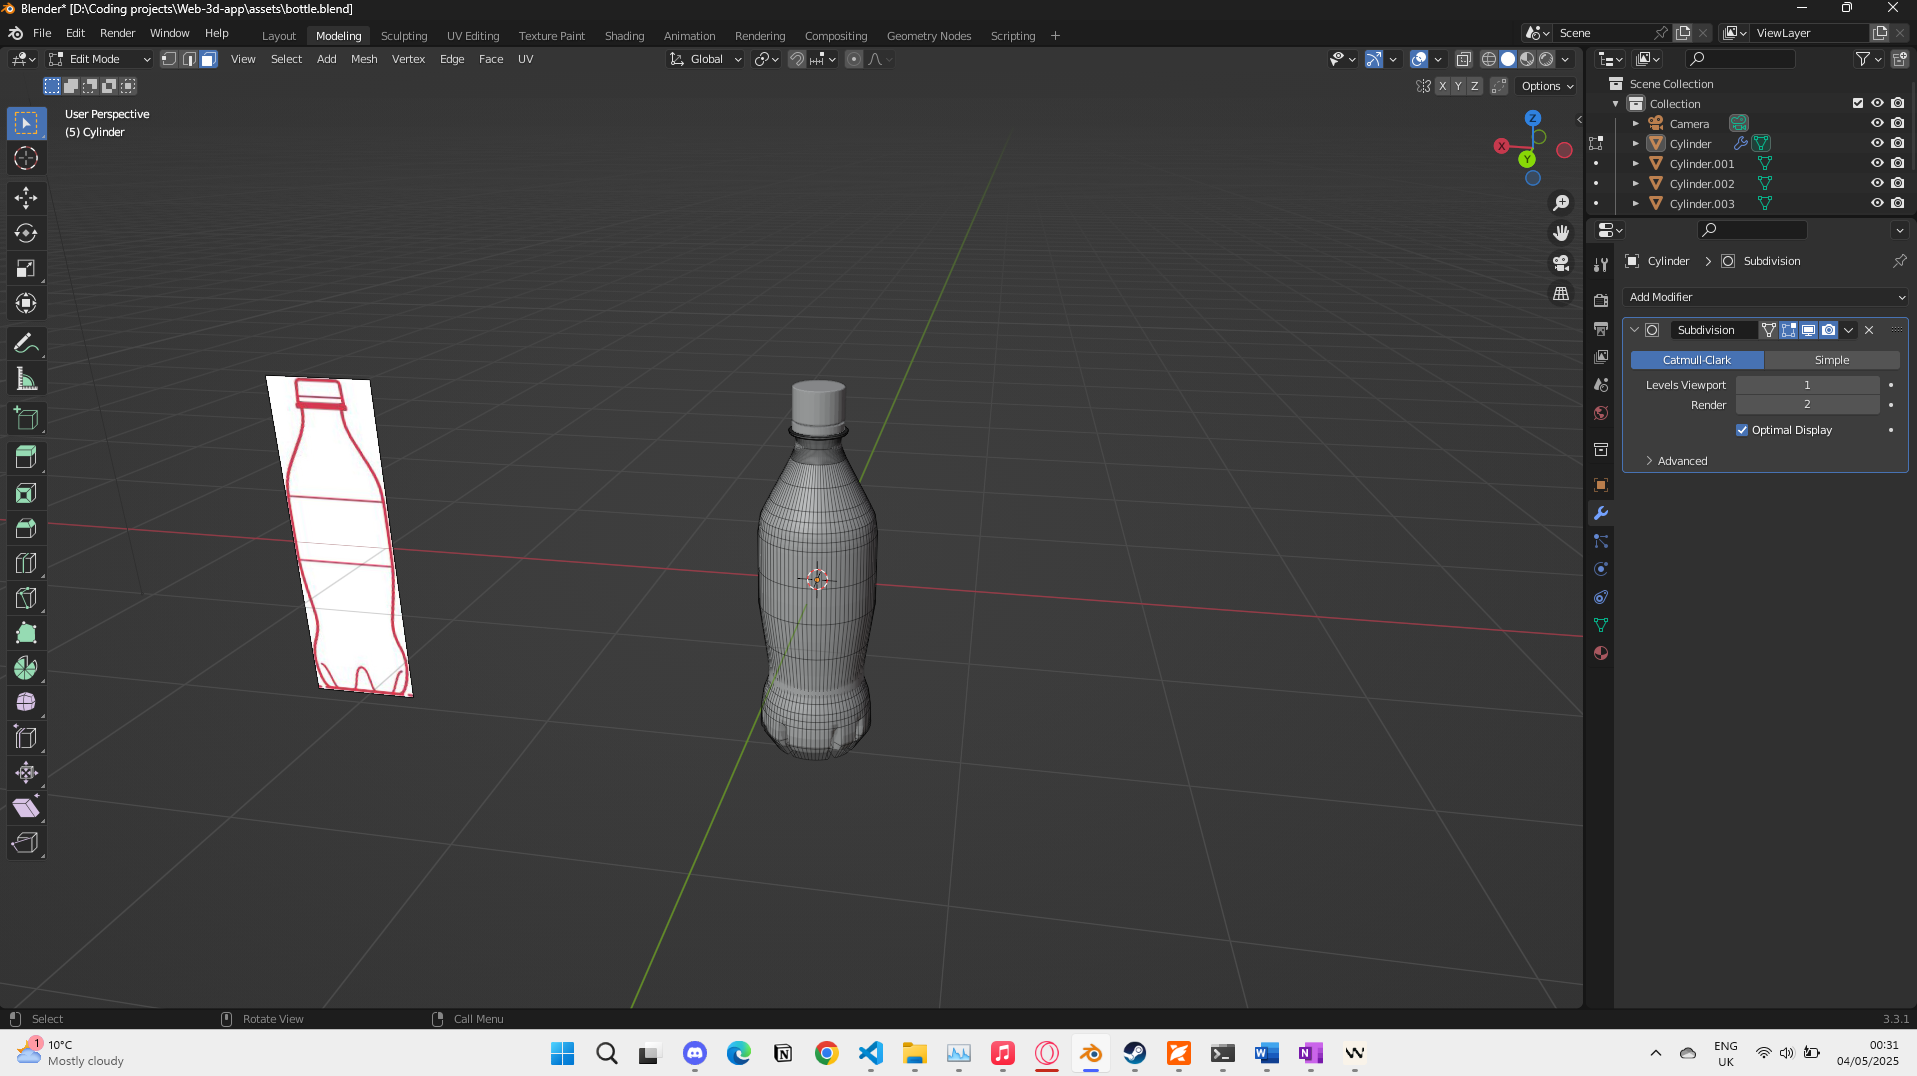 Blender* [D:\Coding projects\Web-3d-app\assets\bottle.blend]
File Edit Render Window Help
Layout Modeling Sculpting UV Editing Texture Paint Shading Animation Rendering Compositing Geometry Nodes Scripting +
Scene
ViewLayer
Edit Mode
View Select Add Mesh Vertex Edge Face UV
Global
X Y Z
Options
User Perspective
(5) Cylinder
Z
X
Y
Scene Collection
Collection
Camera
Cylinder
Cylinder.001
Cylinder.002
Cylinder.003
Cylinder > Subdivision
Add Modifier
Subdivision
Catmull-Clark Simple
Levels Viewport 1
Render 2
Optimal Display
Advanced
Select
Rotate View
Call Menu
3.3.1
1
10°C
Mostly cloudy
ENG
UK
00:31
04/05/2025